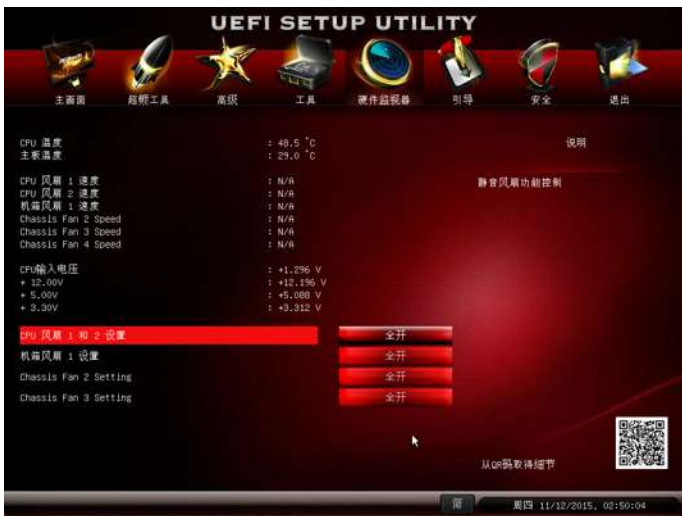 UEFI SETUP UTILITY
主画面 超频工具 高级 工具 硬件监视器 引导 安全 退出
CPU 温度 : 48.5 °C
主板温度 : 29.0 °C
说明
CPU 风扇 1 速度 : N/A
静音风扇功能控制
CPU 风扇 2 速度 : N/A
机箱风扇 1 速度 : N/A
Chassis Fan 2 Speed : N/A
Chassis Fan 3 Speed : N/A
Chassis Fan 4 Speed : N/A
CPU输入电压 : +1.296 V
+ 12.00V : +12.196 V
+ 5.00V : +5.088 V
+ 3.30V : +3.312 V
CPU 风扇 1 和 2 设置 全开
机箱风扇 1 设置 全开
Chassis Fan 2 Setting 全开
Chassis Fan 3 Setting 全开
从QR码取得细节
简 周四 11/12/2015, 02:50:04